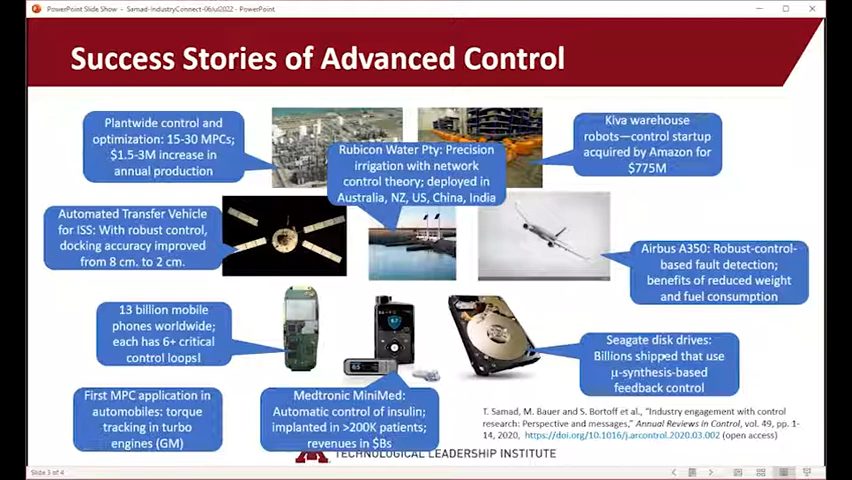 PowerPoint Slide Show - Samad-IndustryConnect-06Jul2022 - PowerPoint
Success Stories of Advanced Control
Plantwide control and
optimization: 15-30 MPCs;
$1.5-3M increase in
annual production
Rubicon Water Pty: Precision
irrigation with network
control theory; deployed in
Australia, NZ, US, China, India
Kiva warehouse
robots—control startup
acquired by Amazon for
$775M
Automated Transfer Vehicle
for ISS: With robust control,
docking accuracy improved
from 8 cm. to 2 cm.
Airbus A350: Robust-control-
based fault detection;
benefits of reduced weight
and fuel consumption
13 billion mobile
phones worldwide;
each has 6+ critical
control loops!
Seagate disk drives:
Billions shipped that use
μ-synthesis-based
feedback control
First MPC application in
automobiles: torque
tracking in turbo
engines (GM)
Medtronic MiniMed:
Automatic control of insulin;
implanted in >200K patients;
revenues in $Bs
T. Samad, M. Bauer and S. Bortoff et al., "Industry engagement with control
research: Perspective and messages," Annual Reviews in Control, vol. 49, pp. 1-
14, 2020, https://doi.org/10.1016/j.arcontrol.2020.03.002 (open access)
TECHNOLOGICAL LEADERSHIP INSTITUTE
Slide 3 of 4